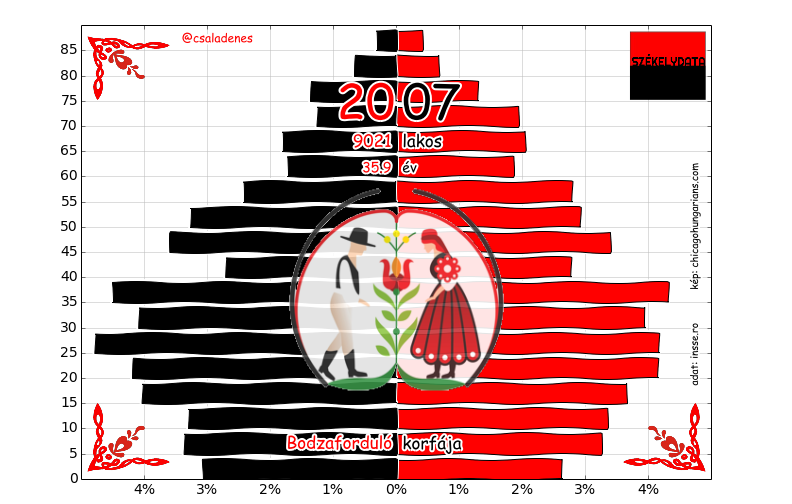 @csaladenes
SZÉKELYDATA
2007
9021 lakos
35.9 év
kép: chicagohungarians.com
adat: insse.ro
Bodzaforduló korfája
85
80
75
70
65
60
55
50
45
40
35
30
25
20
15
10
5
0
4% 3% 2% 1% 0% 1% 2% 3% 4%